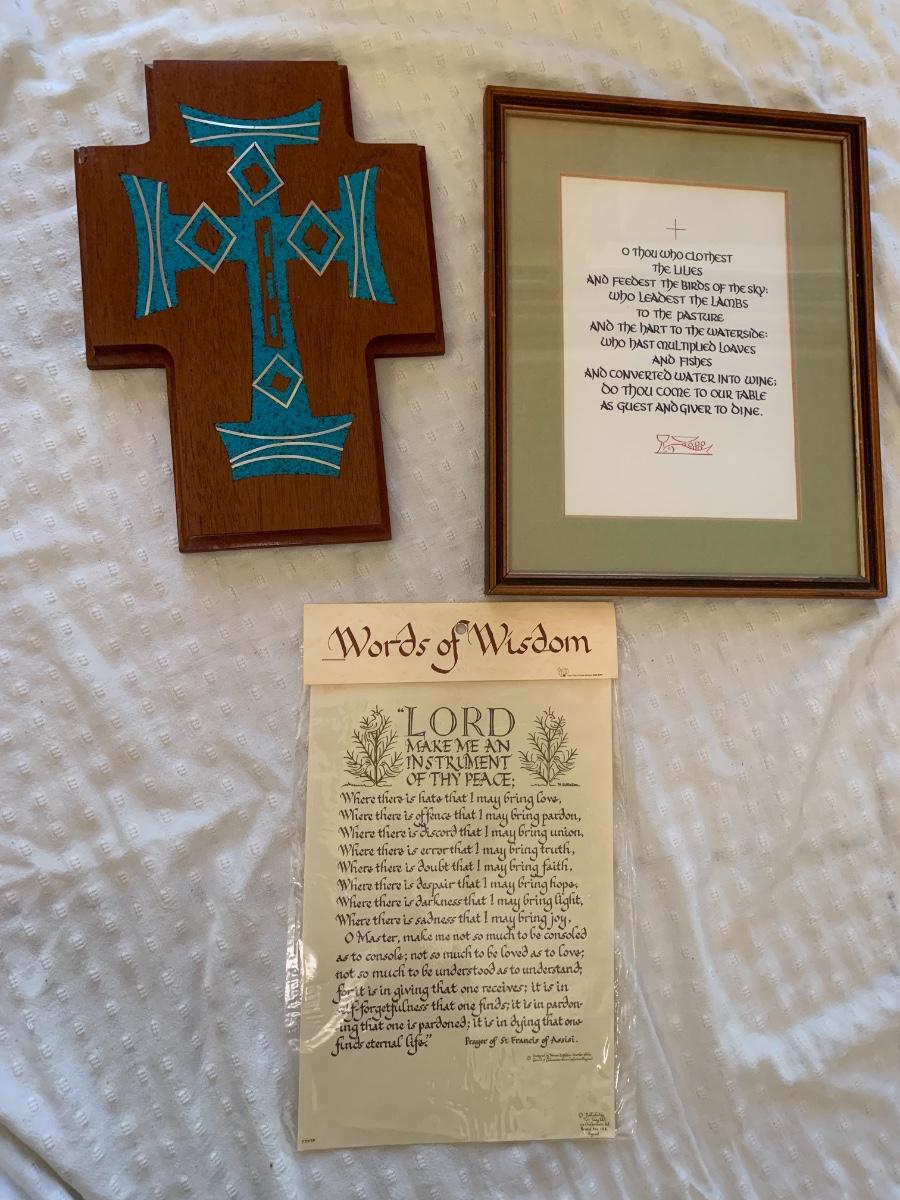 O THOU WHO CLOTHEST
THE LILIES
AND FEEDEST THE BIRDS OF THE SKY:
WHO LEADEST THE LAMBS
TO THE PASTURE
AND THE HART TO THE WATERSIDE:
WHO HAST MULTIPLIED LOAVES
AND FISHES
AND CONVERTED WATER INTO WINE;
DO THOU COME TO OUR TABLE
AS GUEST AND GIVER TO DINE.
Words of Wisdom
“LORD
MAKE ME AN
INSTRUMENT
OF THY PEACE;
Where there is hate that I may bring love,
Where there is offence that I may bring pardon,
Where there is discord that I may bring union,
Where there is error that I may bring truth,
Where there is doubt that I may bring faith,
Where there is despair that I may bring hope,
Where there is darkness that I may bring light,
Where there is sadness that I may bring joy.
O Master, make me not so much to be consoled
as to console; not so much to be loved as to love;
not so much to be understood as to understand;
for it is in giving that one receives; it is in
self-forgetfulness that one finds; it is in pardon-
ing that one is pardoned; it is in dying that one
finds eternal life.”
Prayer of St Francis of Assisi.